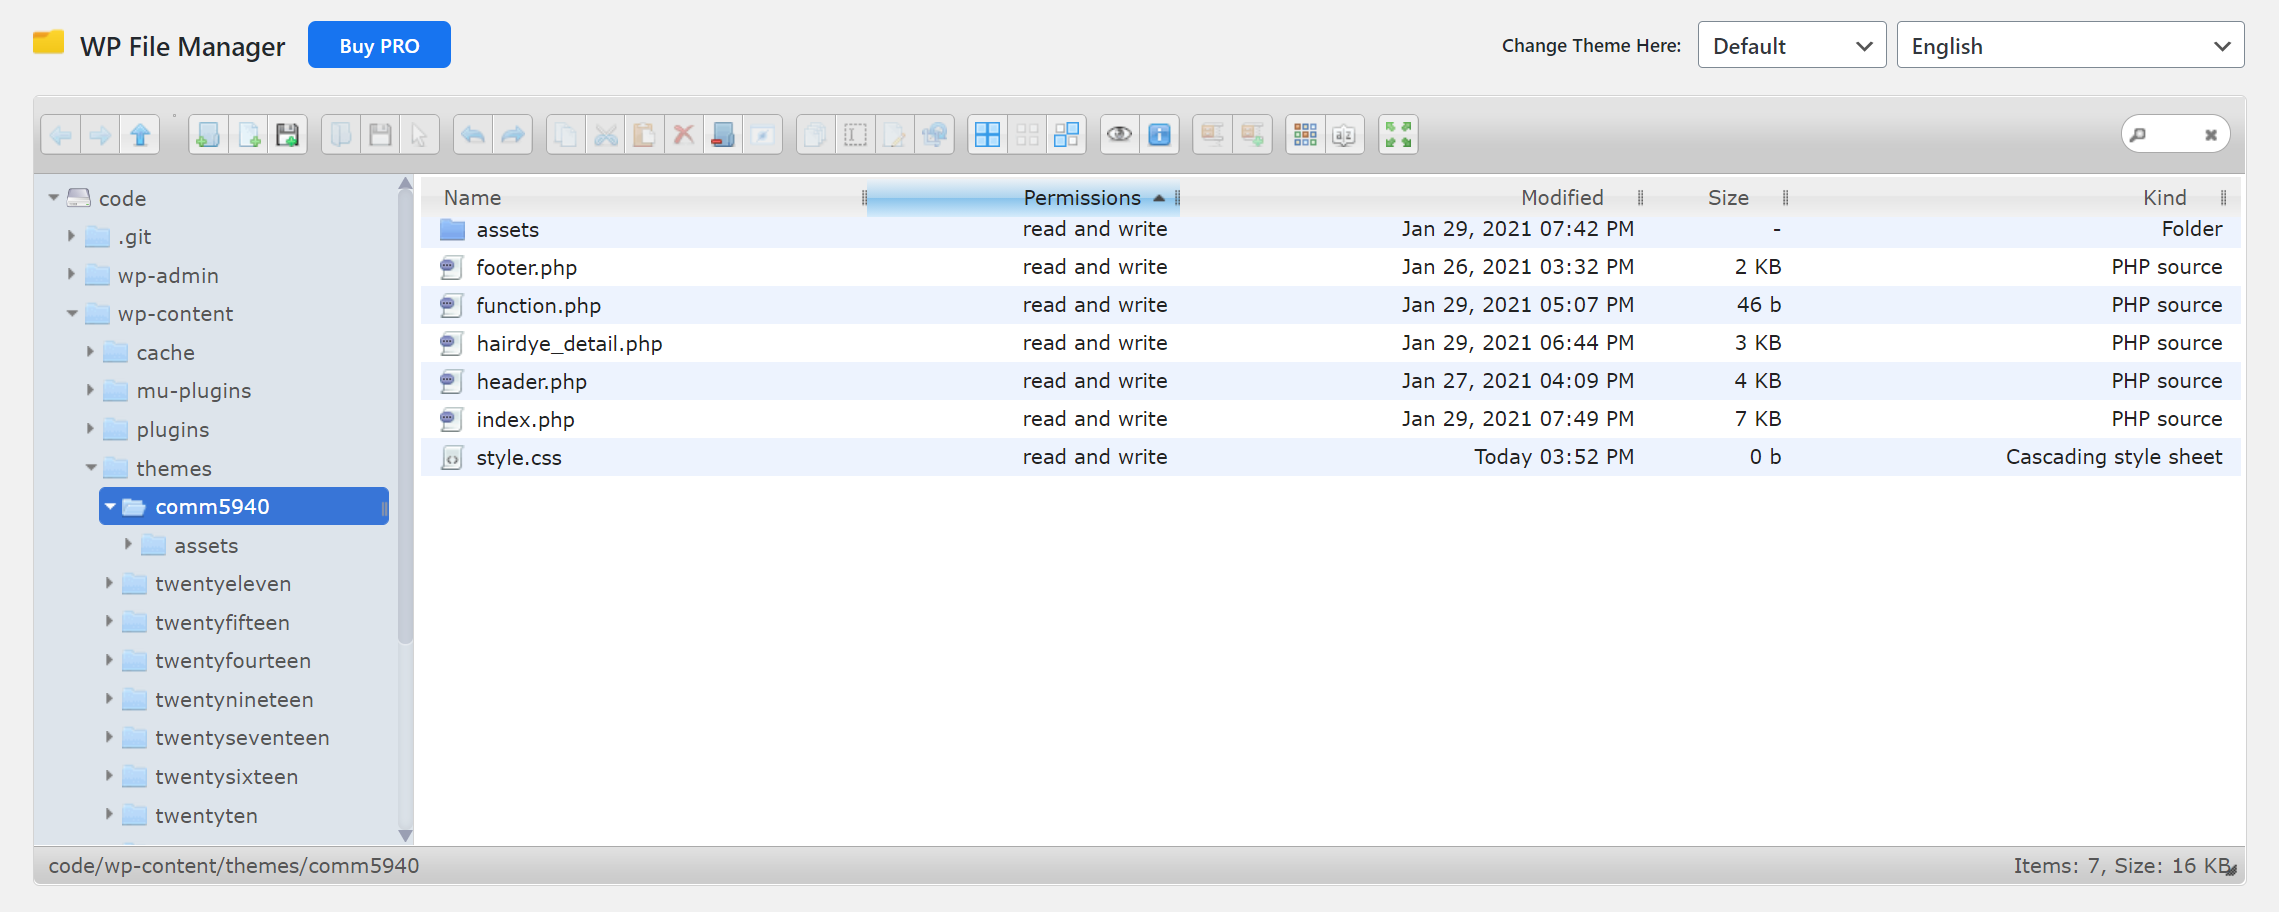 WP File Manager Buy PRO Change Theme Here: Default English
code
.git
wp-admin
wp-content
cache
mu-plugins
plugins
themes
comm5940
assets
twentyeleven
twentyfifteen
twentyfourteen
twentynineteen
twentyseventeen
twentysixteen
twentyten
Name Permissions Modified Size Kind
assets read and write Jan 29, 2021 07:42 PM - Folder
footer.php read and write Jan 26, 2021 03:32 PM 2 KB PHP source
function.php read and write Jan 29, 2021 05:07 PM 46 b PHP source
hairdye_detail.php read and write Jan 29, 2021 06:44 PM 3 KB PHP source
header.php read and write Jan 27, 2021 04:09 PM 4 KB PHP source
index.php read and write Jan 29, 2021 07:49 PM 7 KB PHP source
style.css read and write Today 03:52 PM 0 b Cascading style sheet
code/wp-content/themes/comm5940 Items: 7, Size: 16 KB